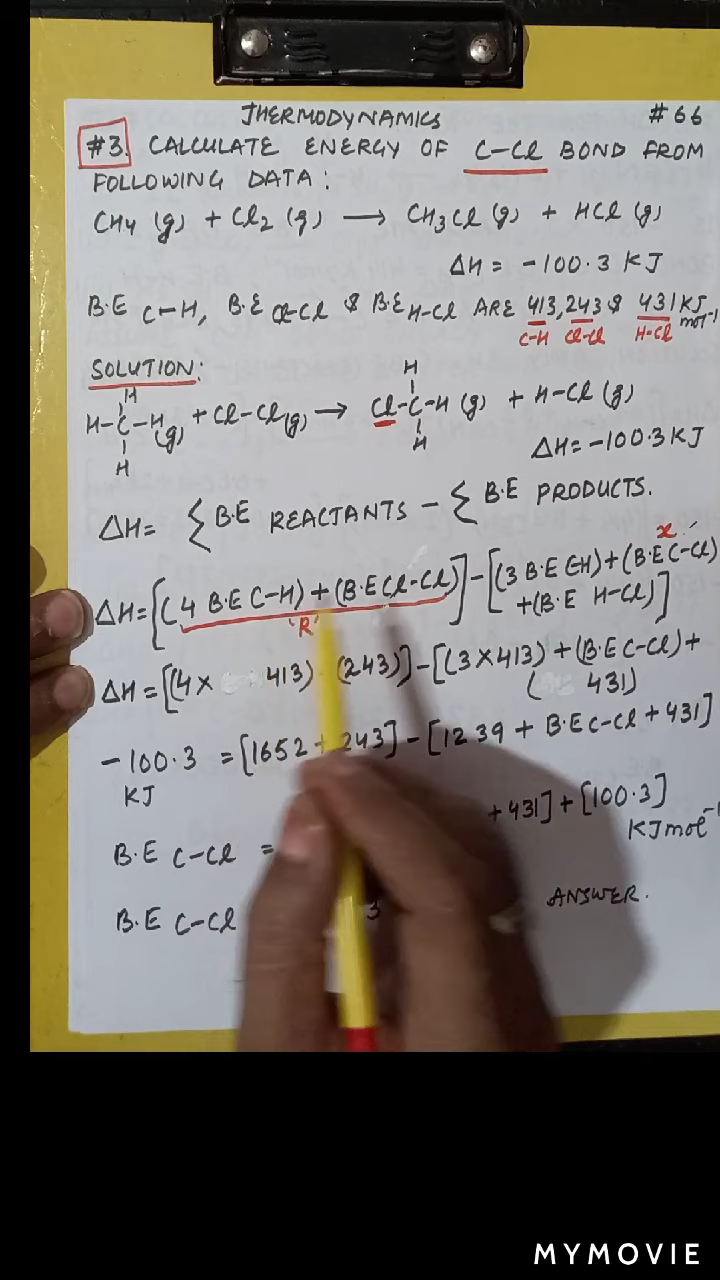 THERMODYNAMICS #66
#3 CALCULATE ENERGY OF C-Cl BOND FROM
FOLLOWING DATA:
CH4 (g) + Cl2 (g) → CH3Cl (g) + HCl (g)
ΔH = -100.3 KJ
B.E C-H, B.E Cl-Cl & B.E H-Cl ARE 413, 243 & 431 KJ mol-1
C-H Cl-Cl H-Cl
SOLUTION:
H H
H-C-H(g) + Cl-Cl(g) → Cl-C-H (g) + H-Cl (g)
H H
ΔH = -100.3 KJ
ΔH = Σ B.E REACTANTS - Σ B.E PRODUCTS.
x
ΔH = [(4 B.E C-H) + (B.E Cl-Cl)] - [(3 B.E C-H) + (B.E C-Cl)
+ (B.E H-Cl)]
'R'
ΔH = [(4 × 413) (243)] - [(3 × 413) + (B.E C-Cl) +
( 431)
-100.3 = [1652 + 243] - [1239 + B.E C-Cl + 431]
KJ
B.E C-Cl = + 431] + [100.3]
KJ mol-1
B.E C-Cl 3 ANSWER.
MYMOVIE